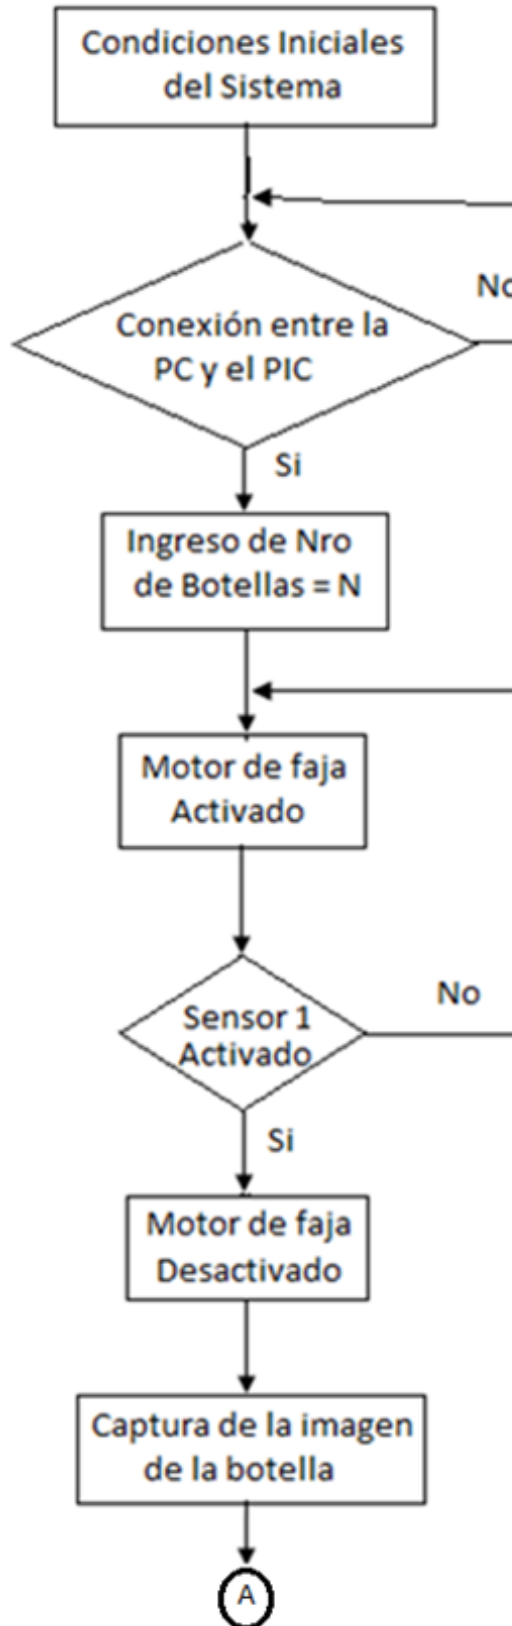 Condiciones Iniciales
del Sistema
No
Conexión entre la
PC y el PIC
Si
Ingreso de Nro
de Botellas = N
Motor de faja
Activado
No
Sensor 1
Activado
Si
Motor de faja
Desactivado
Captura de la imagen
de la botella
A